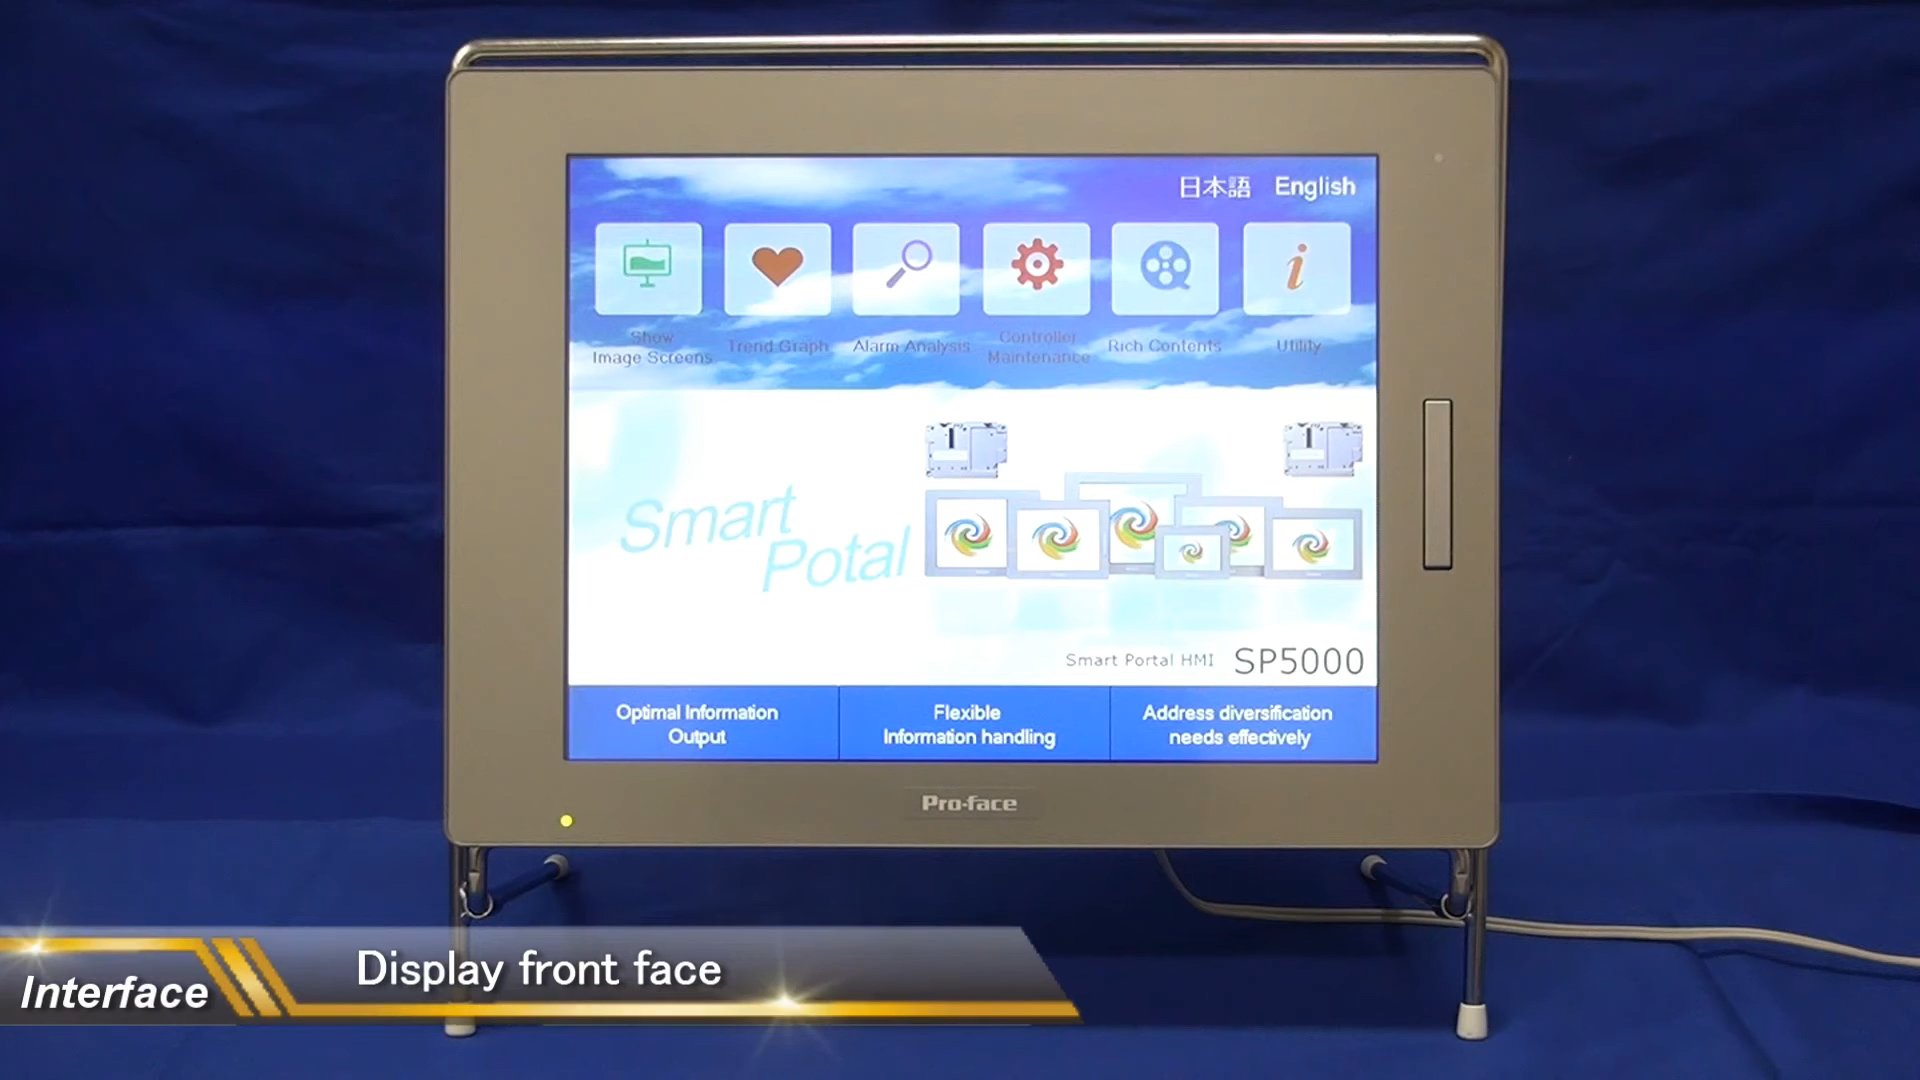 日本語 English
Show
Image Screens
Trend Graph
Alarm Analysis
Controller
Maintenance
Rich Contents
Utility
Smart
Potal
Smart Portal HMI SP5000
Optimal Information
Output
Flexible
Information handling
Address diversification
needs effectively
Pro-face
Interface
Display front face